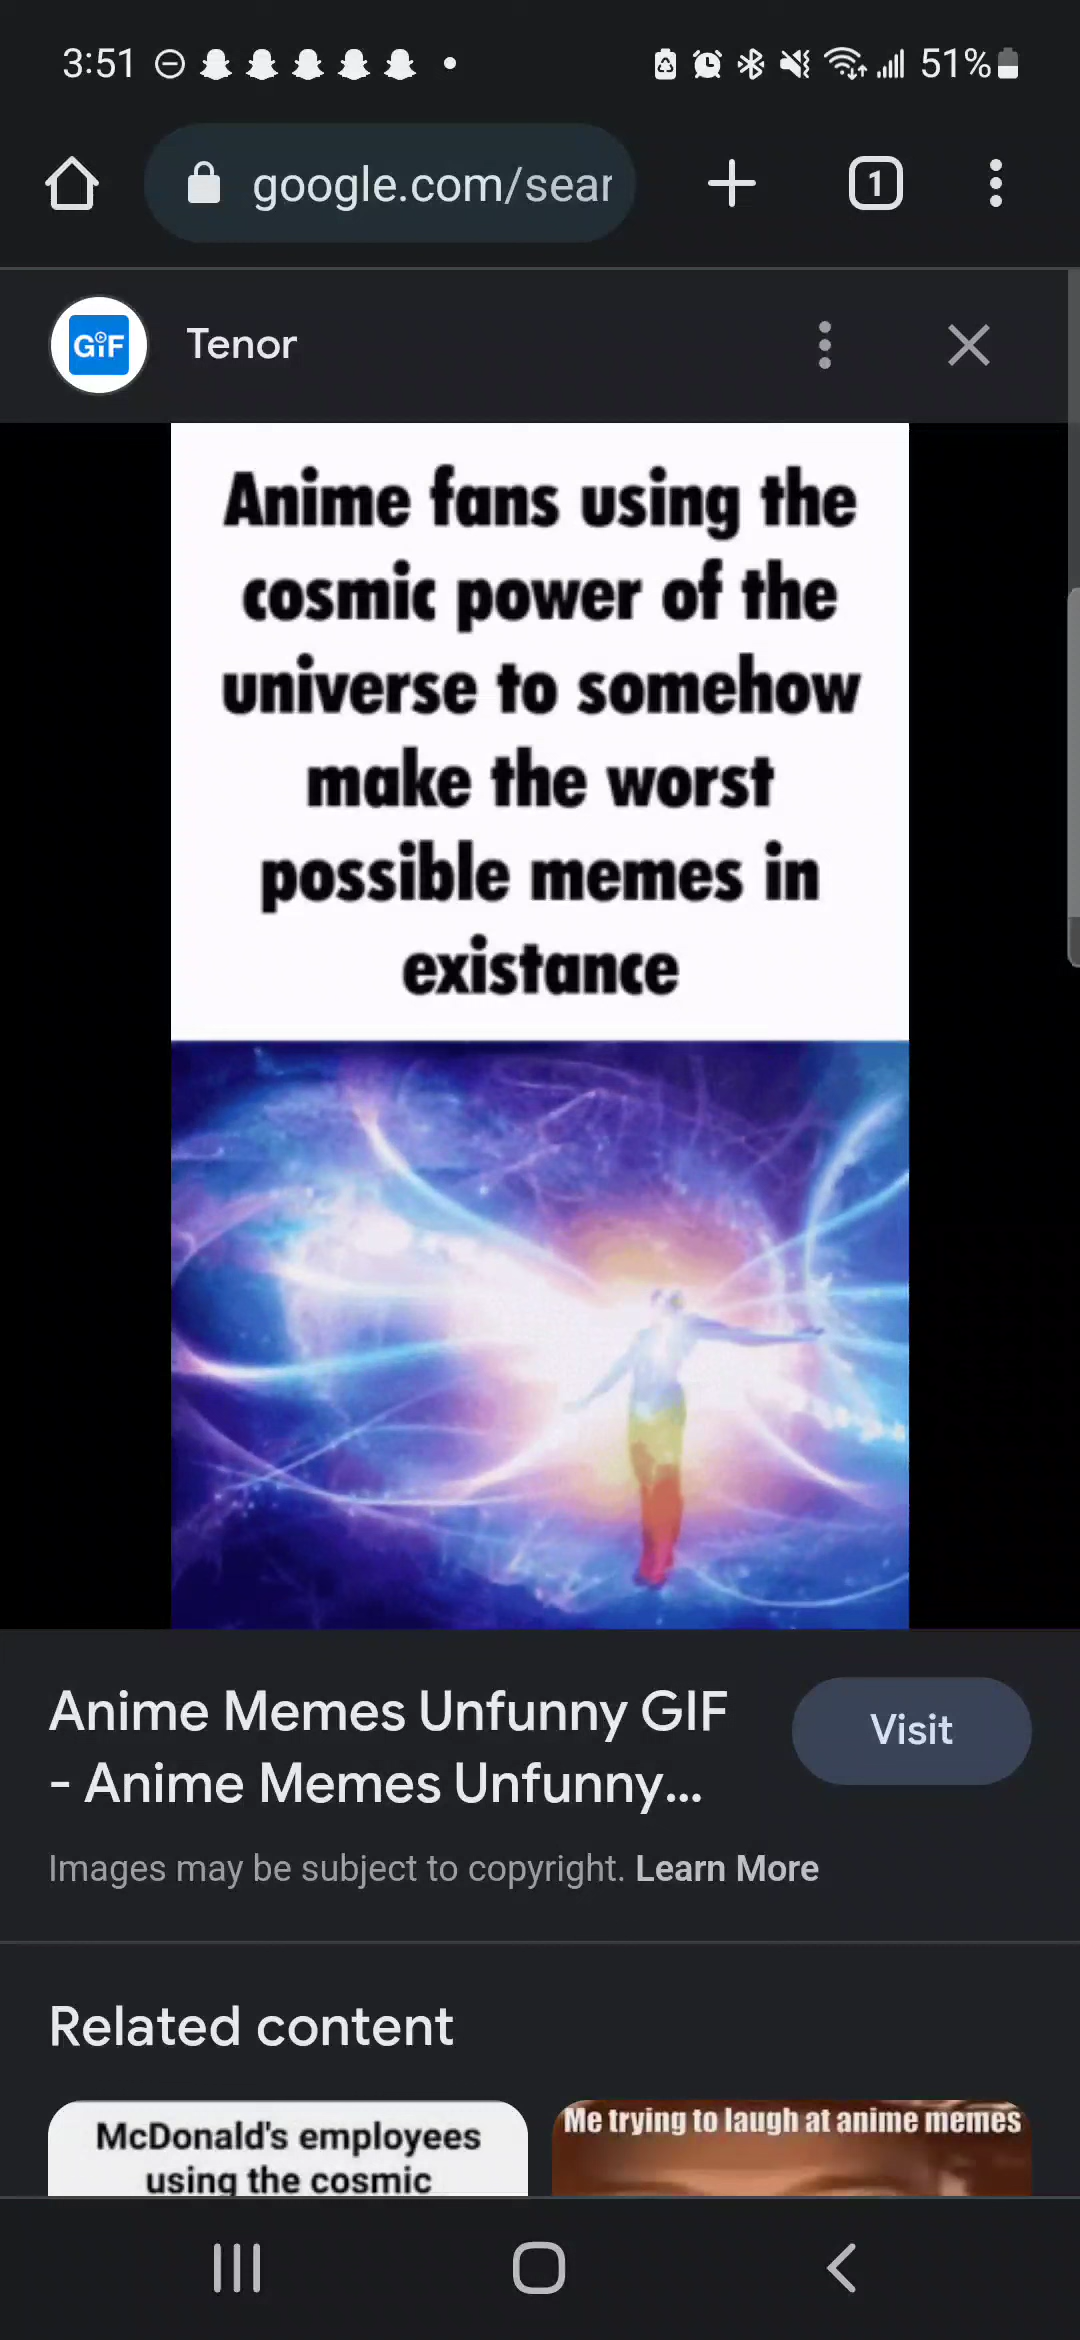 3:51
51%
google.com/sear
1
GIF
Tenor
Anime fans using the
cosmic power of the
universe to somehow
make the worst
possible memes in
existance
Anime Memes Unfunny GIF
- Anime Memes Unfunny...
Visit
Images may be subject to copyright. Learn More
Related content
McDonald's employees
using the cosmic
Me trying to laugh at anime memes